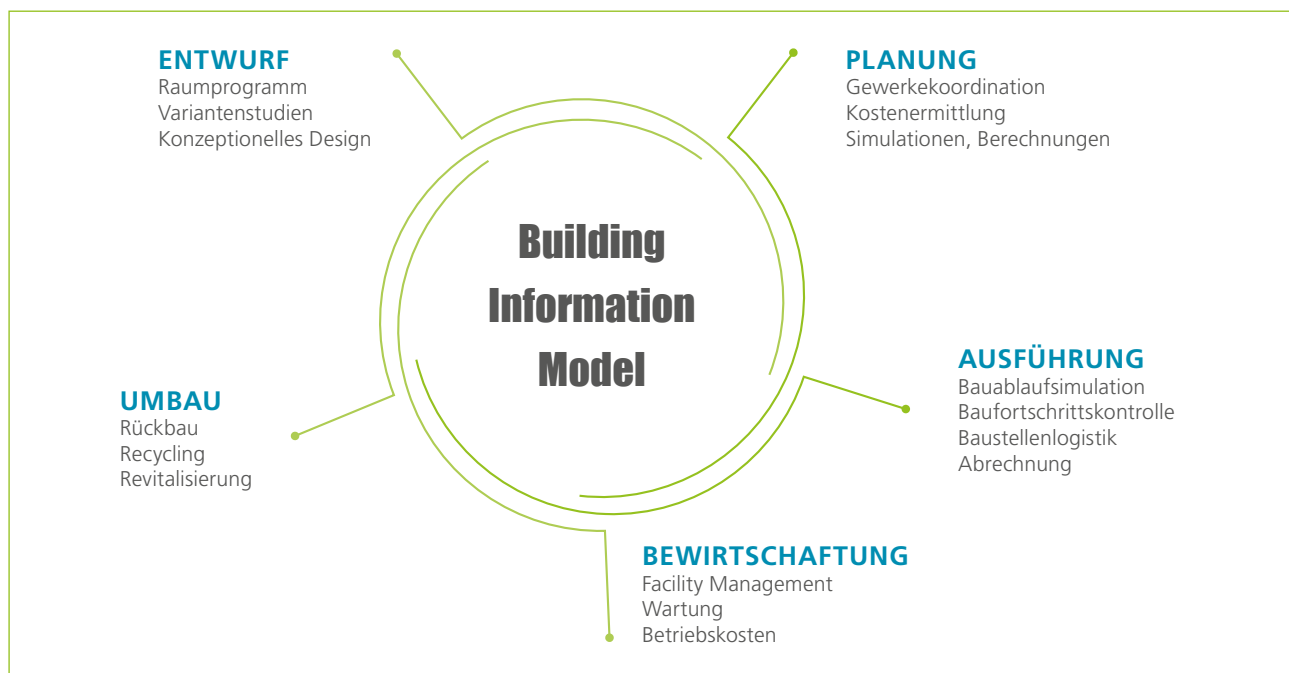 ENTWURF
Raumprogramm
Variantenstudien
Konzeptionelles Design
PLANUNG
Gewerkekoordination
Kostenermittlung
Simulationen, Berechnungen
Building
Information
Model
AUSFÜHRUNG
Bauablaufsimulation
Baufortschrittskontrolle
Baustellenlogistik
Abrechnung
UMBAU
Rückbau
Recycling
Revitalisierung
BEWIRTSCHAFTUNG
Facility Management
Wartung
Betriebskosten